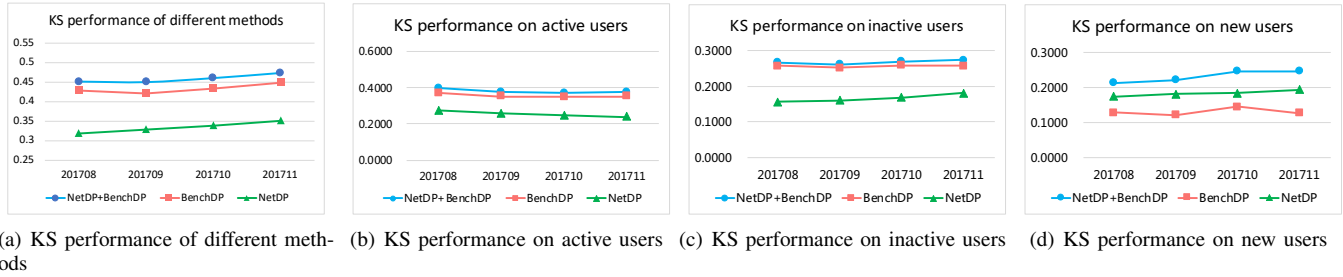 KS performance of different methods
0.55
0.5
0.45
0.4
0.35
0.3
0.25
201708 201709 201710 201711
NetDP+BenchDP BenchDP NetDP
KS performance on active users
0.6000
0.4000
0.2000
0.0000
201708 201709 201710 201711
NetDP+BenchDP BenchDP NetDP
KS performance on inactive users
0.3000
0.2000
0.1000
0.0000
201708 201709 201710 201711
NetDP+BenchDP BenchDP NetDP
KS performance on new users
0.3000
0.2000
0.1000
0.0000
201708 201709 201710 201711
NetDP+BenchDP BenchDP NetDP
(a) KS performance of different meth-
ods
(b) KS performance on active users
(c) KS performance on inactive users
(d) KS performance on new users